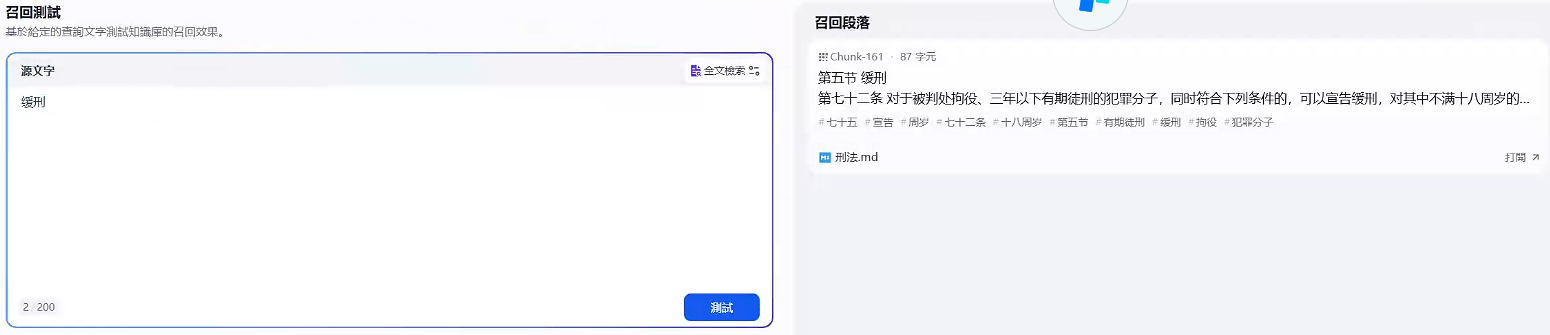 召回測試
基於給定的查詢文字測試知識庫的召回效果。
源文字
全文檢索
缓刑
2 / 200
測試
召回段落
Chunk-161 · 87 字元
第五节 缓刑
第七十二条 对于被判处拘役、三年以下有期徒刑的犯罪分子，同时符合下列条件的，可以宣告缓刑，对其中不满十八周岁的...
# 七十五 # 宣告 # 周岁 # 七十二条 # 十八周岁 # 第五节 # 有期徒刑 # 缓刑 # 拘役 # 犯罪分子
刑法.md
打開